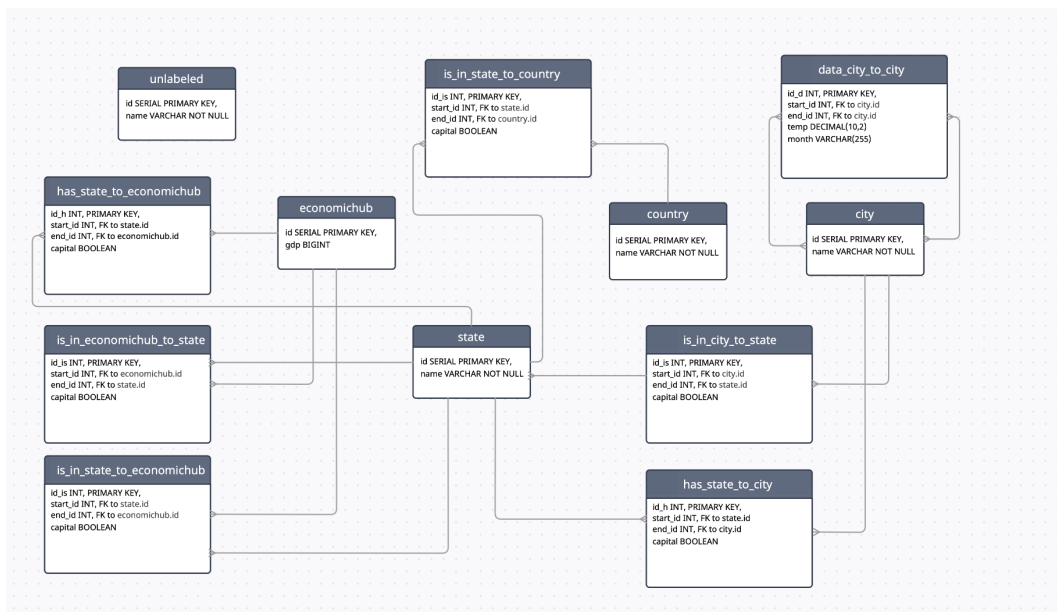 unlabeled
id SERIAL PRIMARY KEY,
name VARCHAR NOT NULL
is_in_state_to_country
id_is INT, PRIMARY KEY,
start_id INT, FK to state.id
end_id INT, FK to country.id
capital BOOLEAN
data_city_to_city
id_d INT, PRIMARY KEY,
start_id INT, FK to city.id
end_id INT, FK to city.id
temp DECIMAL(10,2)
month VARCHAR(255)
has_state_to_economichub
id_h INT, PRIMARY KEY,
start_id INT, FK to state.id
end_id INT, FK to economichub.id
capital BOOLEAN
economichub
id SERIAL PRIMARY KEY,
gdp BIGINT
country
id SERIAL PRIMARY KEY,
name VARCHAR NOT NULL
city
id SERIAL PRIMARY KEY,
name VARCHAR NOT NULL
is_in_economichub_to_state
id_is INT, PRIMARY KEY,
start_id INT, FK to economichub.id
end_id INT, FK to state.id
capital BOOLEAN
state
id SERIAL PRIMARY KEY,
name VARCHAR NOT NULL
is_in_city_to_state
id_is INT, PRIMARY KEY,
start_id INT, FK to city.id
end_id INT, FK to state.id
capital BOOLEAN
is_in_state_to_economichub
id_is INT, PRIMARY KEY,
start_id INT, FK to state.id
end_id INT, FK to economichub.id
capital BOOLEAN
has_state_to_city
id_h INT, PRIMARY KEY,
start_id INT, FK to state.id
end_id INT, FK to city.id
capital BOOLEAN